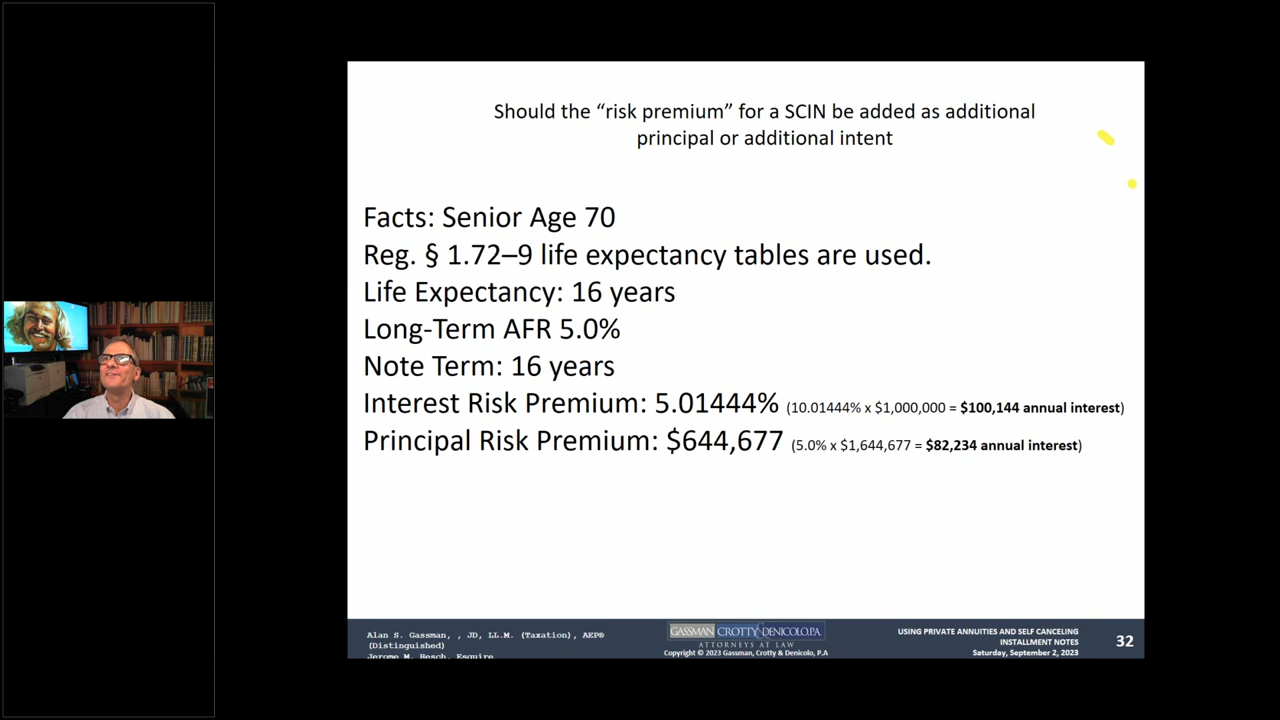 Should the “risk premium” for a SCIN be added as additional
principal or additional intent
Facts: Senior Age 70
Reg. § 1.72–9 life expectancy tables are used.
Life Expectancy: 16 years
Long-Term AFR 5.0%
Note Term: 16 years
Interest Risk Premium: 5.01444% (10.01444% x $1,000,000 = $100,144 annual interest)
Principal Risk Premium: $644,677 (5.0% x $1,644,677 = $82,234 annual interest)
Alan S. Gassman, , JD, LL.M. (Taxation), AEP®
(Distinguished)
Jerome M. Hesch, Esquire
GASSMAN CROTTY DENICOLO, P.A.
ATTORNEYS AT LAW
Copyright © 2023 Gassman, Crotty & Denicolo, P.A
USING PRIVATE ANNUITIES AND SELF CANCELING
INSTALLMENT NOTES
Saturday, September 2, 2023
32